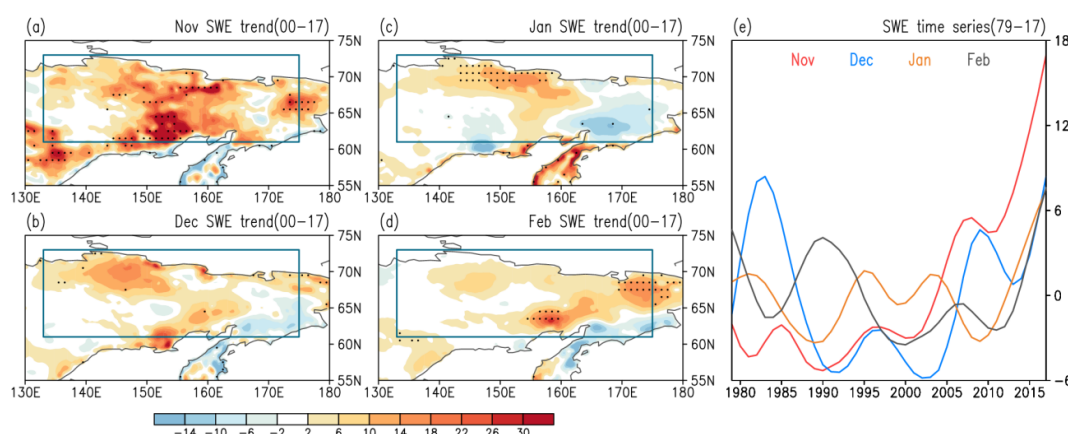 (a) Nov SWE trend(00-17)
75N
70N
65N
60N
55N
130E 140E 150E 160E 170E 180
(c) Jan SWE trend(00-17)
75N
70N
65N
60N
55N
130E 140E 150E 160E 170E 180
(b) Dec SWE trend(00-17)
75N
70N
65N
60N
55N
130E 140E 150E 160E 170E 180
(d) Feb SWE trend(00-17)
75N
70N
65N
60N
55N
130E 140E 150E 160E 170E 180
-14 -10 -6 -2 2 6 10 14 18 22 26 30
(e) SWE time series(79-17)
Nov Dec Jan Feb
18
12
6
0
-6
1980 1985 1990 1995 2000 2005 2010 2015